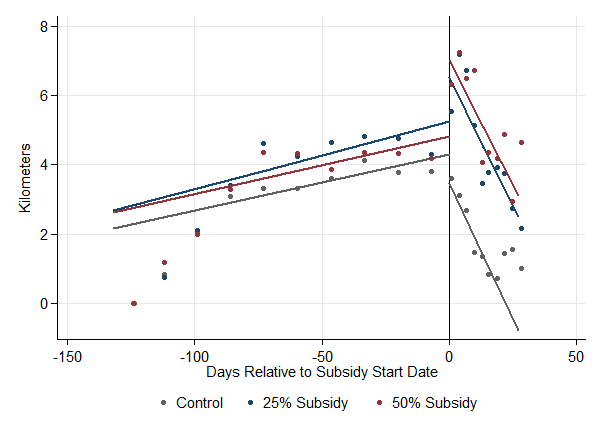 Kilometers
8
6
4
2
0
-150 -100 -50 0 50
Days Relative to Subsidy Start Date
Control 25% Subsidy 50% Subsidy